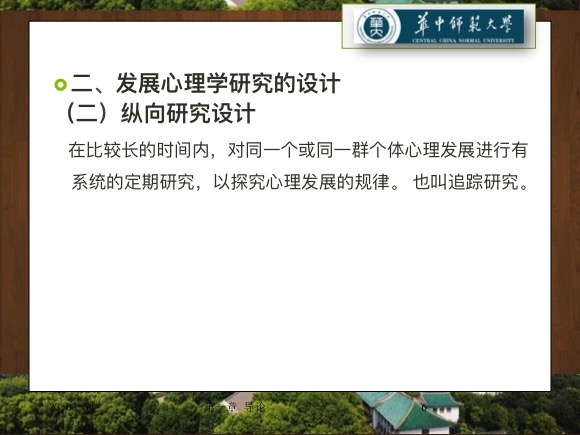 華中師範大學
CENTRAL CHINA NORMAL UNIVERSITY
二、发展心理学研究的设计
（二）纵向研究设计
在比较长的时间内，对同一个或同一群个体心理发展进行有
系统的定期研究，以探究心理发展的规律。 也叫追踪研究。
章 导论
6